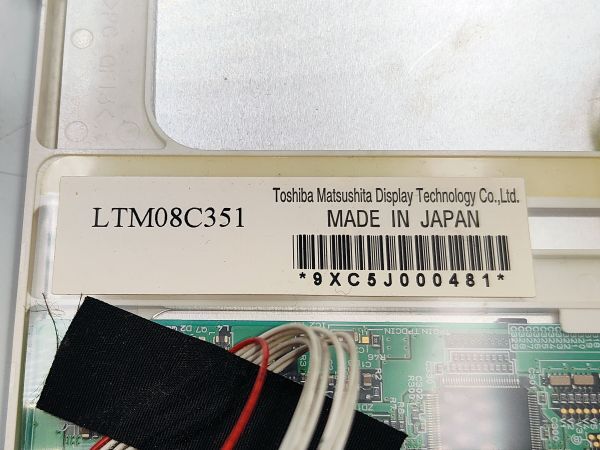 Toshiba Matsushita Display Technology Co.,Ltd.
LTM08C351
MADE IN JAPAN
*9XC5J000481*